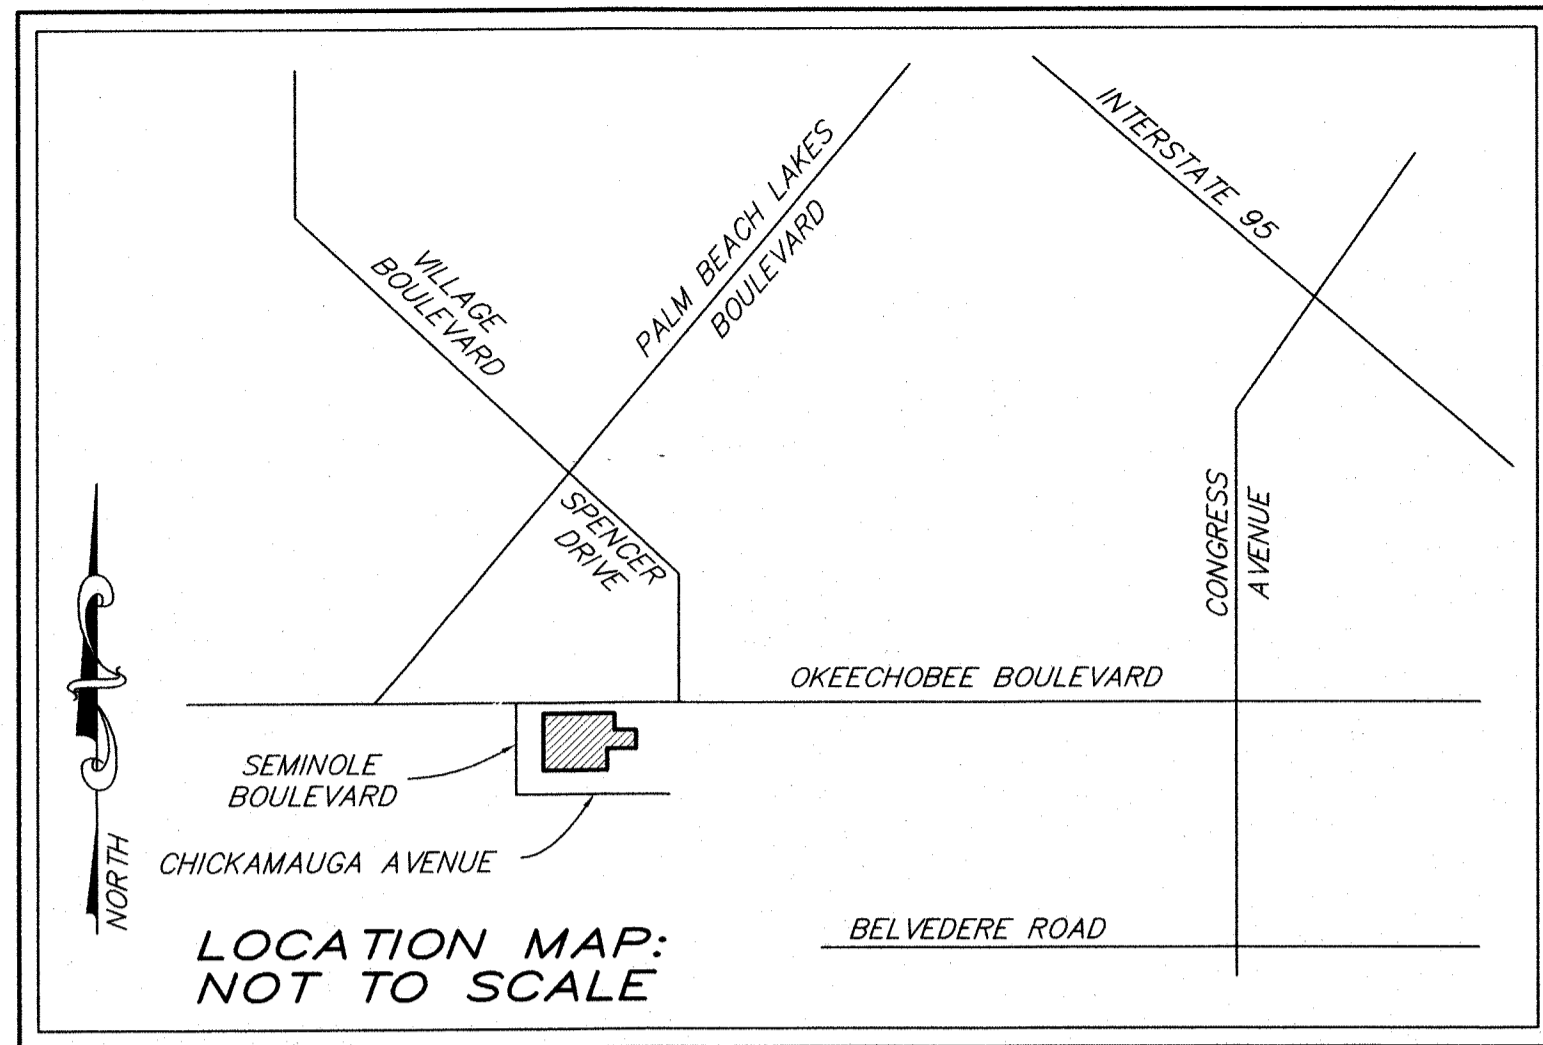 INTERSTATE 95
PALM BEACH LAKES
BOULEVARD
VILLAGE
BOULEVARD
SPENCER
DRIVE
CONGRESS
AVENUE
OKEECHOBEE BOULEVARD
SEMINOLE
BOULEVARD
CHICKAMAUGA AVENUE
NORTH
BELVEDERE ROAD
LOCATION MAP:
NOT TO SCALE